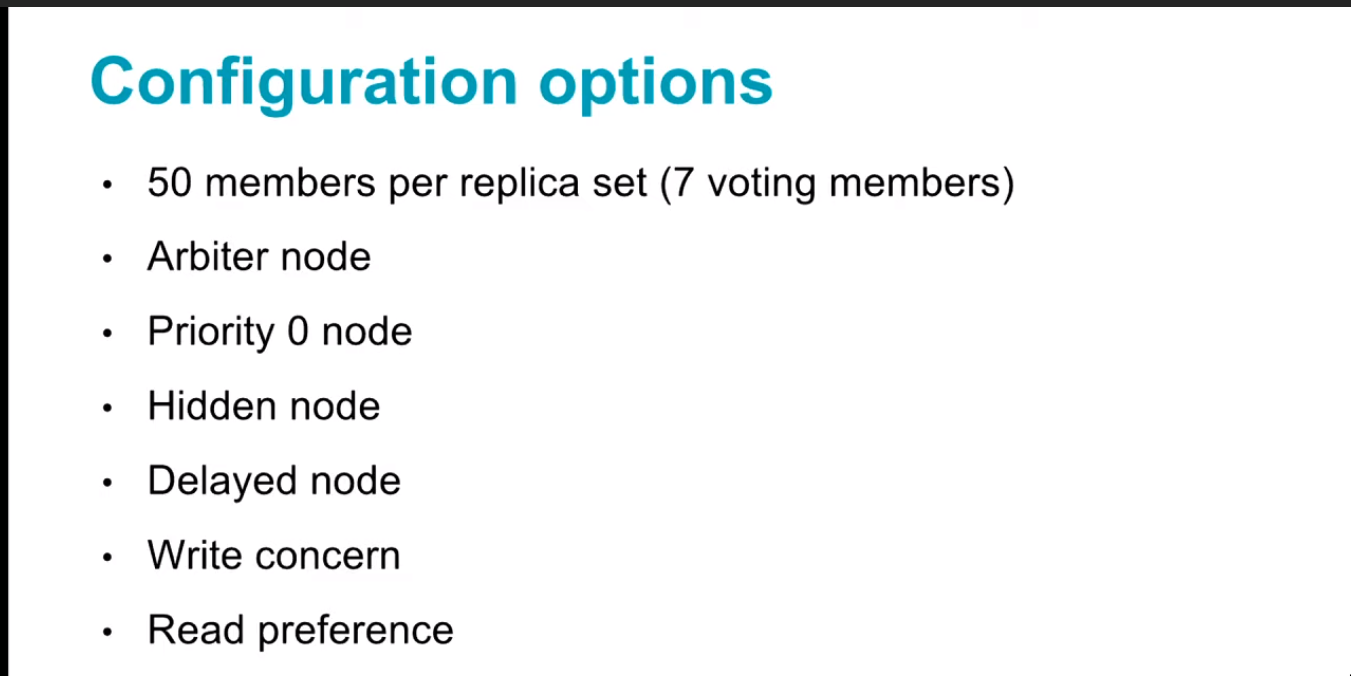 Configuration options
• 50 members per replica set (7 voting members)
• Arbiter node
• Priority 0 node
• Hidden node
• Delayed node
• Write concern
• Read preference